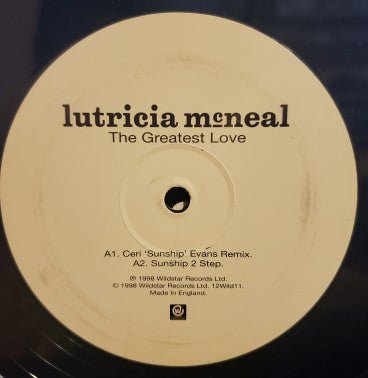 lutricia mcneal
The Greatest Love
A1. Ceri 'Sunship' Evans Remix.
A2. Sunship 2 Step.
℗ 1998 Wildstar Records Ltd.
© 1998 Wildstar Records Ltd. 12Wild11.
Made In England.
W